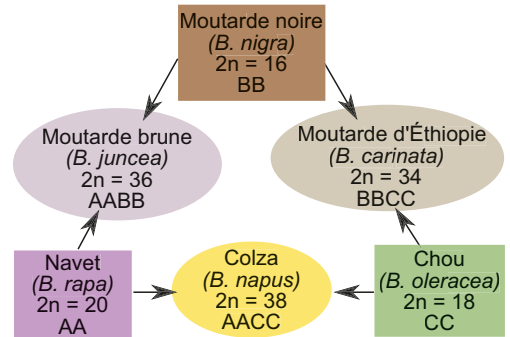 Moutarde noire
(B. nigra)
2n = 16
BB
Moutarde brune
(B. juncea)
2n = 36
AABB
Moutarde d'Éthiopie
(B. carinata)
2n = 34
BBCC
Navet
(B. rapa)
2n = 20
AA
Colza
(B. napus)
2n = 38
AACC
Chou
(B. oleracea)
2n = 18
CC